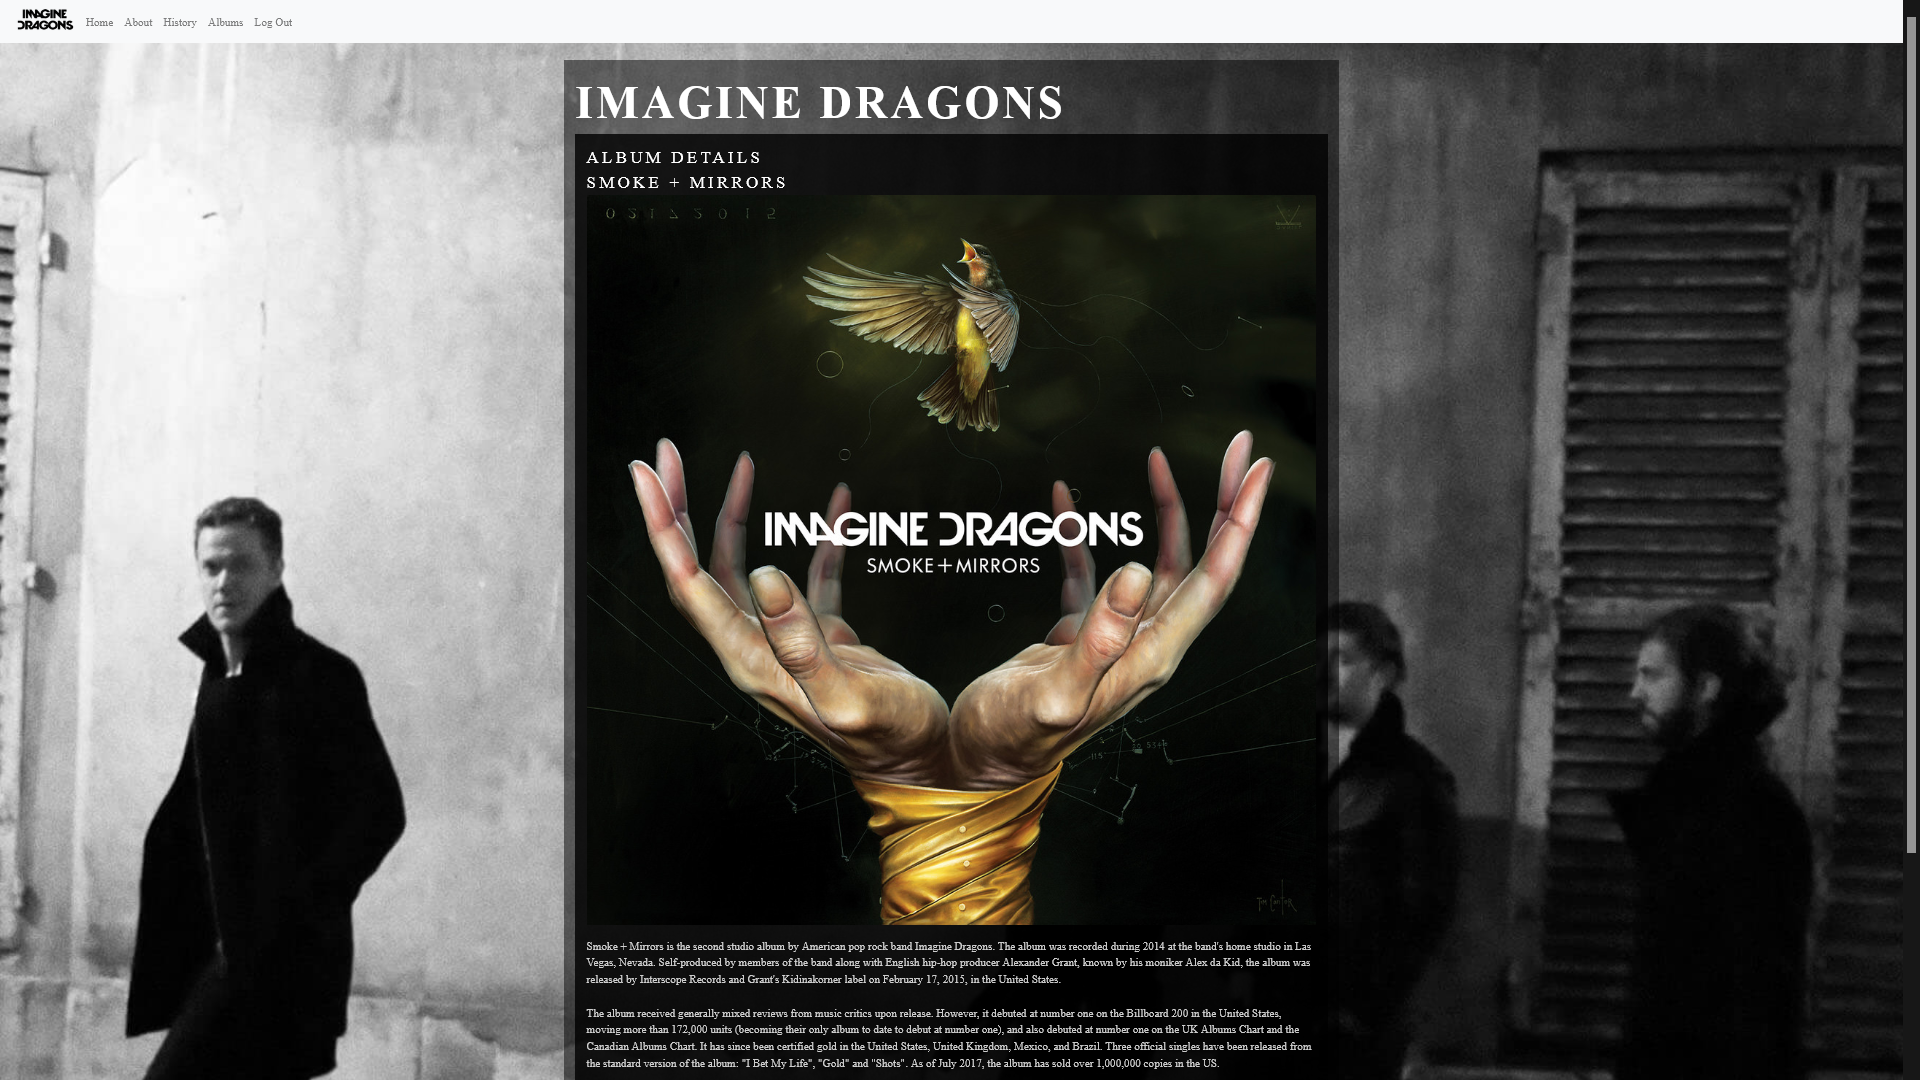 IMAGINE DRAGONS
Home About History Albums Log Out
IMAGINE DRAGONS
ALBUM DETAILS
SMOKE + MIRRORS
IMAGINE DRAGONS
SMOKE+MIRRORS
Smoke + Mirrors is the second studio album by American pop rock band Imagine Dragons. The album was recorded during 2014 at the band's home studio in Las
Vegas, Nevada. Self-produced by members of the band along with English hip-hop producer Alexander Grant, known by his moniker Alex da Kid, the album was
released by Interscope Records and Grant's Kidinakorner label on February 17, 2015, in the United States.
The album received generally mixed reviews from music critics upon release. However, it debuted at number one on the Billboard 200 in the United States,
moving more than 172,000 units (becoming their only album to date to debut at number one), and also debuted at number one on the UK Albums Chart and the
Canadian Albums Chart. It has since been certified gold in the United States, United Kingdom, Mexico, and Brazil. Three official singles have been released from
the standard version of the album: "I Bet My Life", "Gold" and "Shots". As of July 2017, the album has sold over 1,000,000 copies in the US.